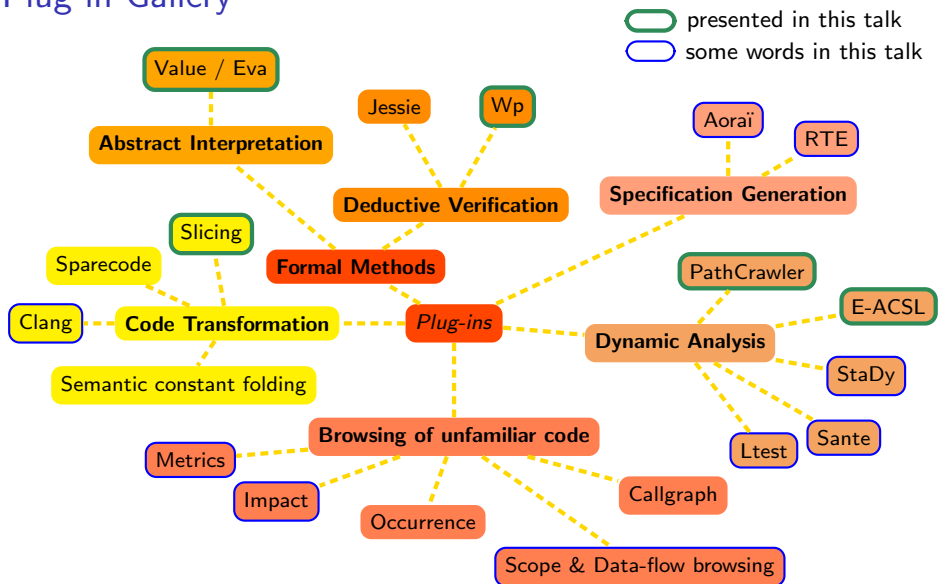 Plug-in Gallery
presented in this talk
some words in this talk
Value / Eva
Jessie
Wp
Aoraï
RTE
Abstract Interpretation
Deductive Verification
Specification Generation
Slicing
Sparecode
Formal Methods
PathCrawler
E-ACSL
Clang
Code Transformation
Plug-ins
Dynamic Analysis
StaDy
Semantic constant folding
Browsing of unfamiliar code
Ltest
Sante
Metrics
Impact
Occurrence
Callgraph
Scope & Data-flow browsing